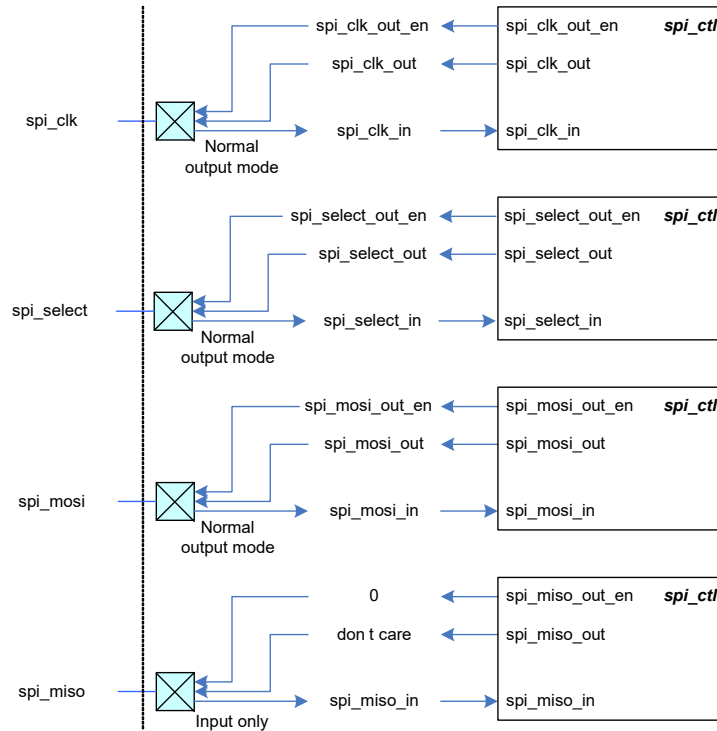 spi_clk_out_en spi_clk_out_en spi_ctl
spi_clk_out spi_clk_out
spi_clk spi_clk_in spi_clk_in
Normal
output mode
spi_select_out_en spi_select_out_en spi_ctl
spi_select_out spi_select_out
spi_select spi_select_in spi_select_in
Normal
output mode
spi_mosi_out_en spi_mosi_out_en spi_ctl
spi_mosi_out spi_mosi_out
spi_mosi spi_mosi_in spi_mosi_in
Normal
output mode
0 spi_miso_out_en spi_ctl
don t care spi_miso_out
spi_miso spi_miso_in spi_miso_in
Input only